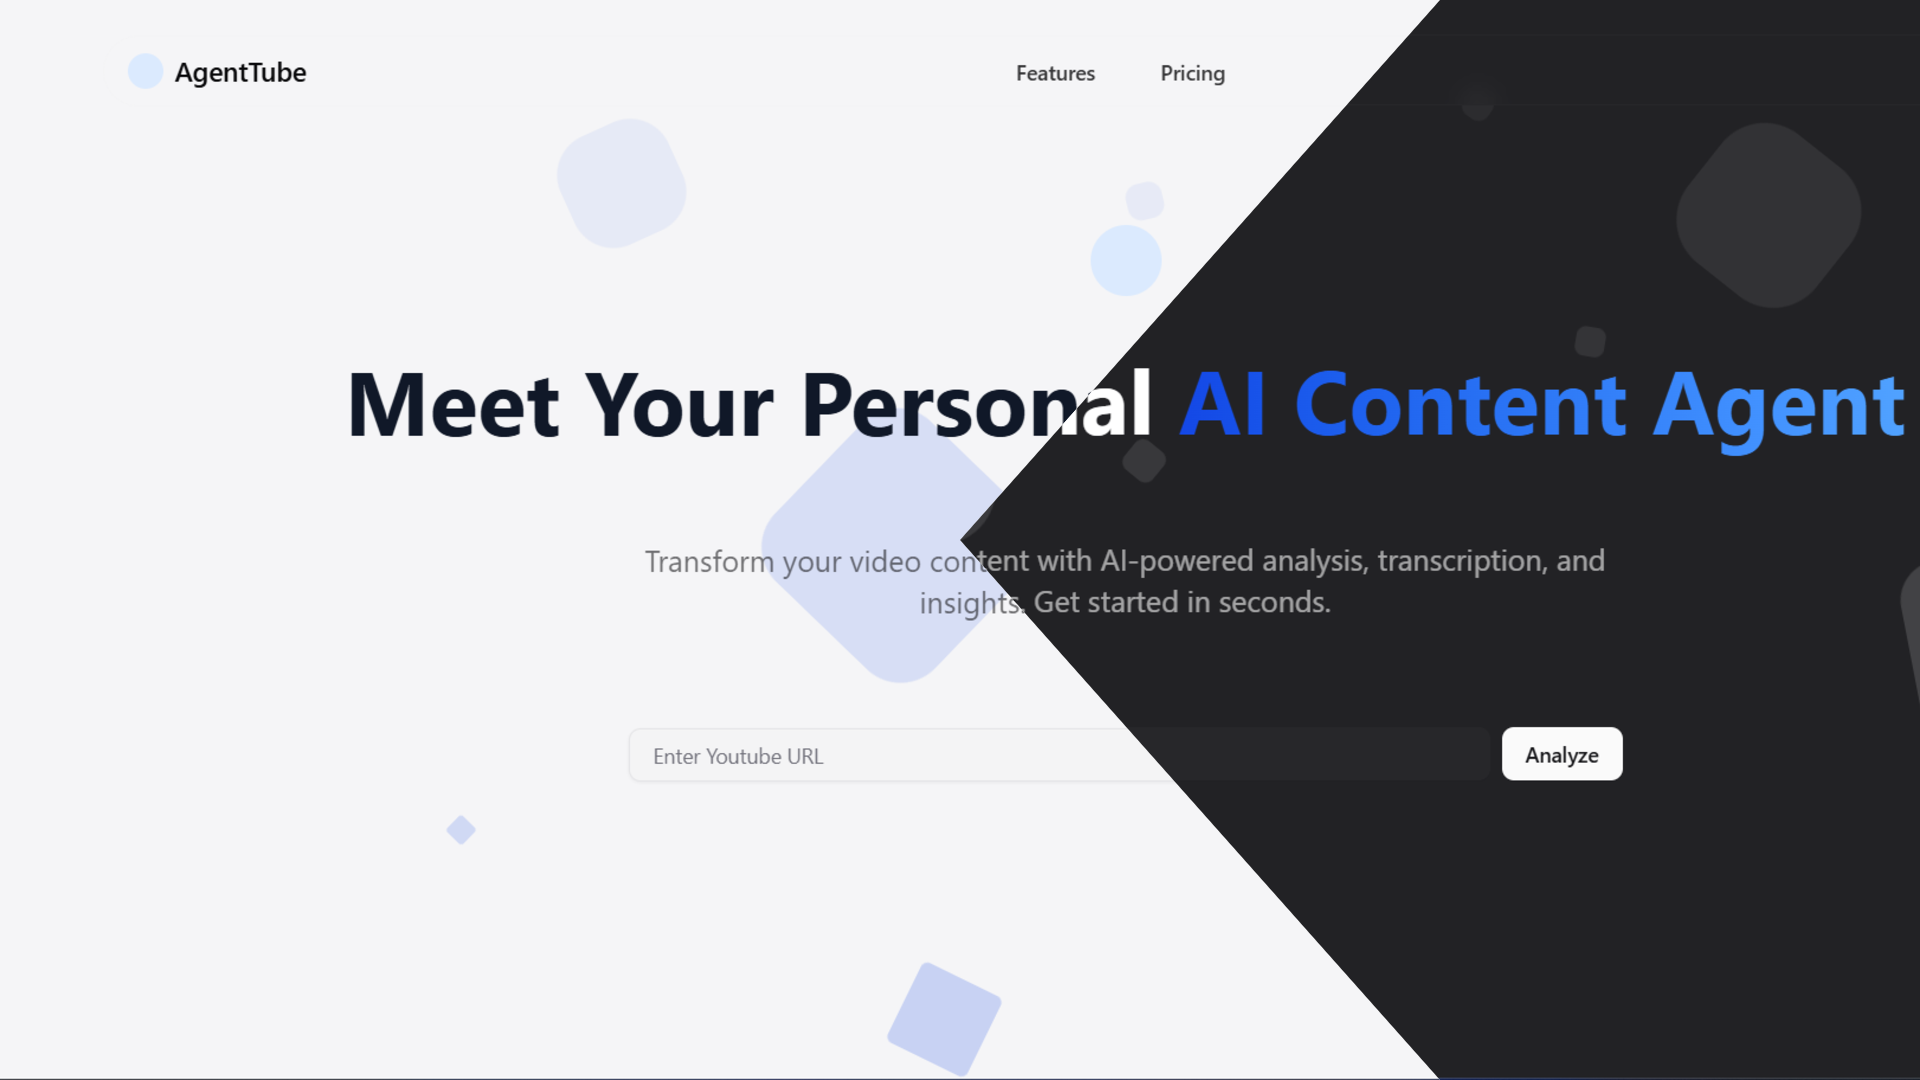 AgentTube
Features
Pricing
Meet Your Personal AI Content Agent
Transform your video content with AI-powered analysis, transcription, and
insights. Get started in seconds.
Enter Youtube URL
Analyze